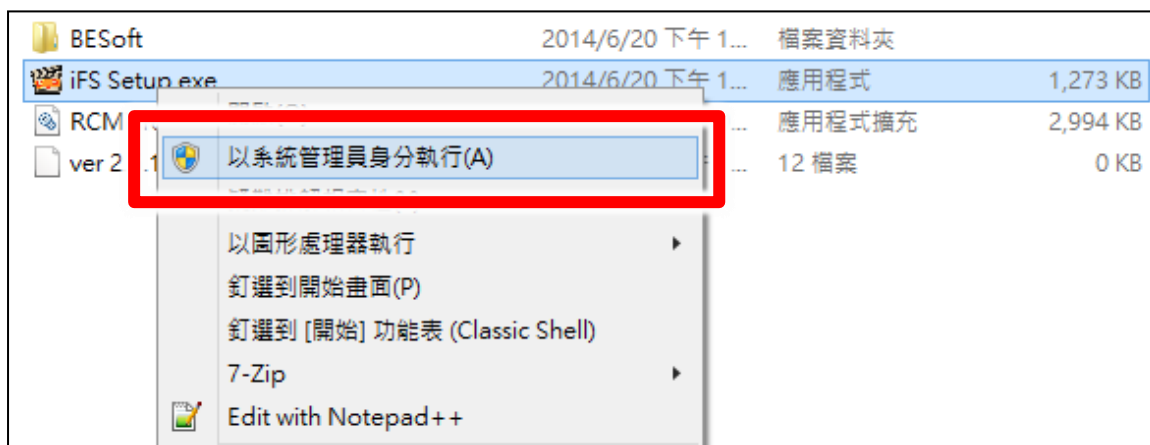 BESoft 2014/6/20 下午 1... 檔案資料夾
iFS Setup.exe 2014/6/20 下午 1... 應用程式 1,273 KB
RCM ... 應用程式擴充 2,994 KB
ver 2 .1 ... 12 檔案 0 KB
以系統管理員身分執行(A)
以圖形處理器執行
釘選到開始畫面(P)
釘選到 [開始] 功能表 (Classic Shell)
7-Zip
Edit with Notepad++